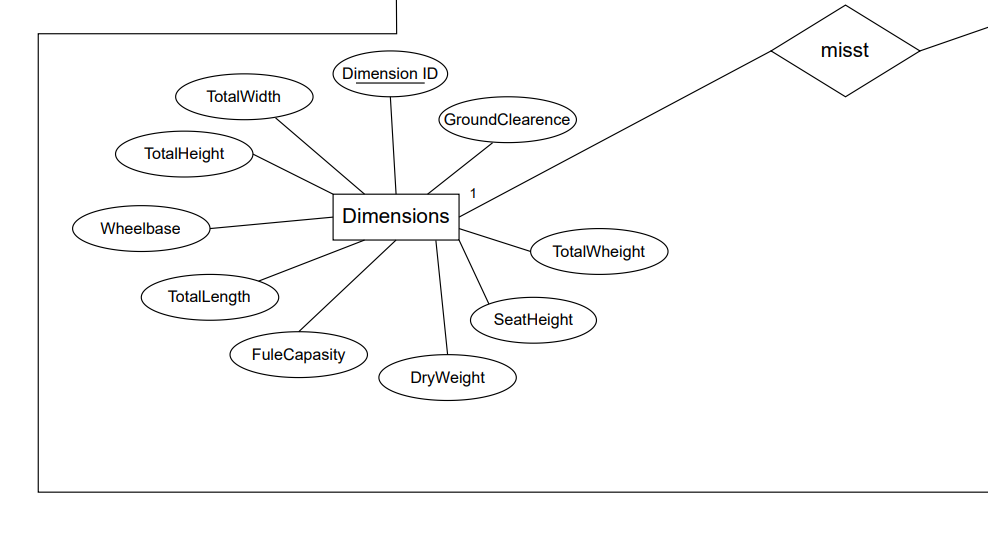 misst
Dimension ID
TotalWidth
GroundClearence
TotalHeight
1
Dimensions
Wheelbase
TotalWheight
TotalLength
SeatHeight
FuleCapasity
DryWeight